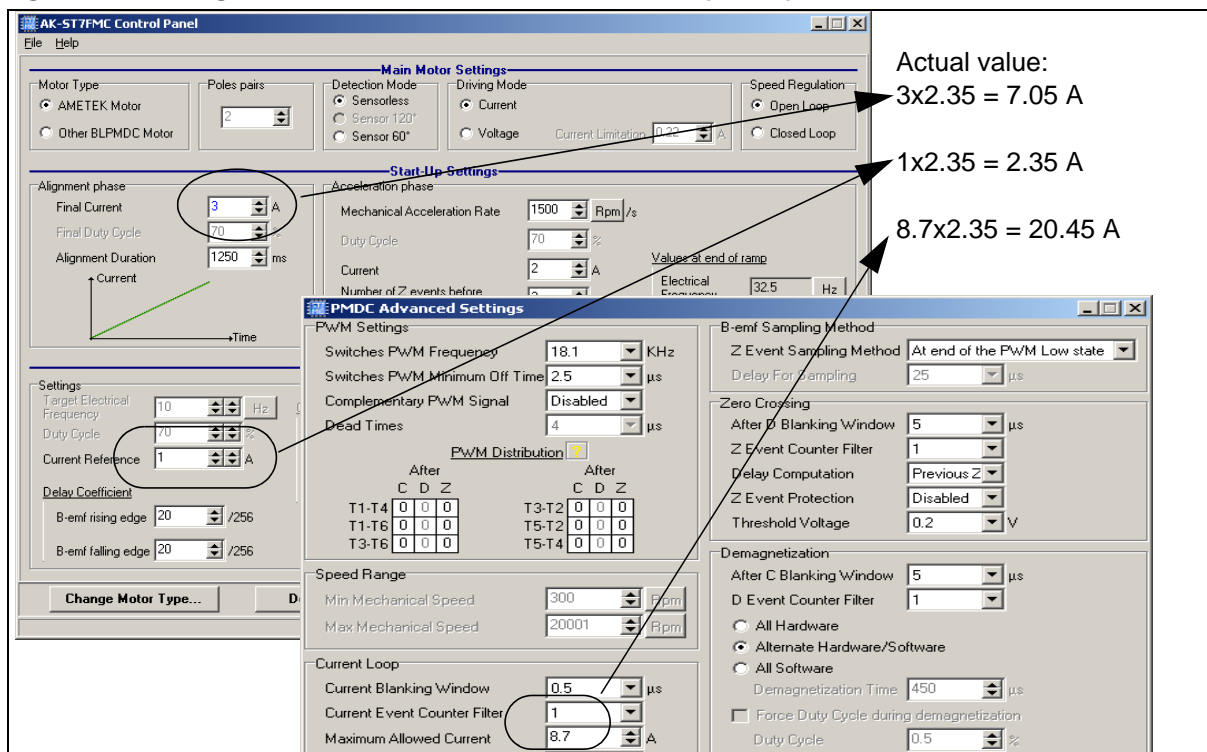 AK-ST7FMC Control Panel
File Help
Main Motor Settings
Motor Type
AMETEK Motor
Other BLPMDC Motor
Poles pairs
2
Detection Mode
Sensorless
Sensor 120°
Sensor 60°
Driving Mode
Current
Voltage Current Limitation 0.22 A
Speed Regulation
Open Loop
Closed Loop
Actual value:
3x2.35 = 7.05 A
1x2.35 = 2.35 A
8.7x2.35 = 20.45 A
Start-Up Settings
Alignment phase
Final Current 3 A
Final Duty Cycle 70 %
Alignment Duration 1250 ms
Current
Time
Acceleration phase
Mechanical Acceleration Rate 1500 Rpm /s
Duty Cycle 70 %
Current 2 A
Number of Z events before
Values at end of ramp
Electrical Frequency 32.5 Hz
Settings
Target Electrical Frequency 10 Hz
Duty Cycle 70 %
Current Reference 1 A
Delay Coefficient
B-emf rising edge 20 /256
B-emf falling edge 20 /256
Change Motor Type...
PMDC Advanced Settings
PWM Settings
Switches PWM Frequency 18.1 KHz
Switches PWM Minimum Off Time 2.5 µs
Complementary PWM Signal Disabled
Dead Times 4 µs
PWM Distribution ?
After After
C D Z C D Z
T1-T4 0 0 0 T3-T2 0 0 0
T1-T6 0 0 0 T5-T2 0 0 0
T3-T6 0 0 0 T5-T4 0 0 0
Speed Range
Min Mechanical Speed 300 Rpm
Max Mechanical Speed 20001 Rpm
Current Loop
Current Blanking Window 0.5 µs
Current Event Counter Filter 1
Maximum Allowed Current 8.7 A
B-emf Sampling Method
Z Event Sampling Method At end of the PWM Low state
Delay For Sampling 25 µs
Zero Crossing
After D Blanking Window 5 µs
Z Event Counter Filter 1
Delay Computation Previous Z
Z Event Protection Disabled
Threshold Voltage 0.2 V
Demagnetization
After C Blanking Window 5 µs
D Event Counter Filter 1
All Hardware
Alternate Hardware/Software
All Software
Demagnetization Time 450 µs
Force Duty Cycle during demagnetization
Duty Cycle 0.5 %